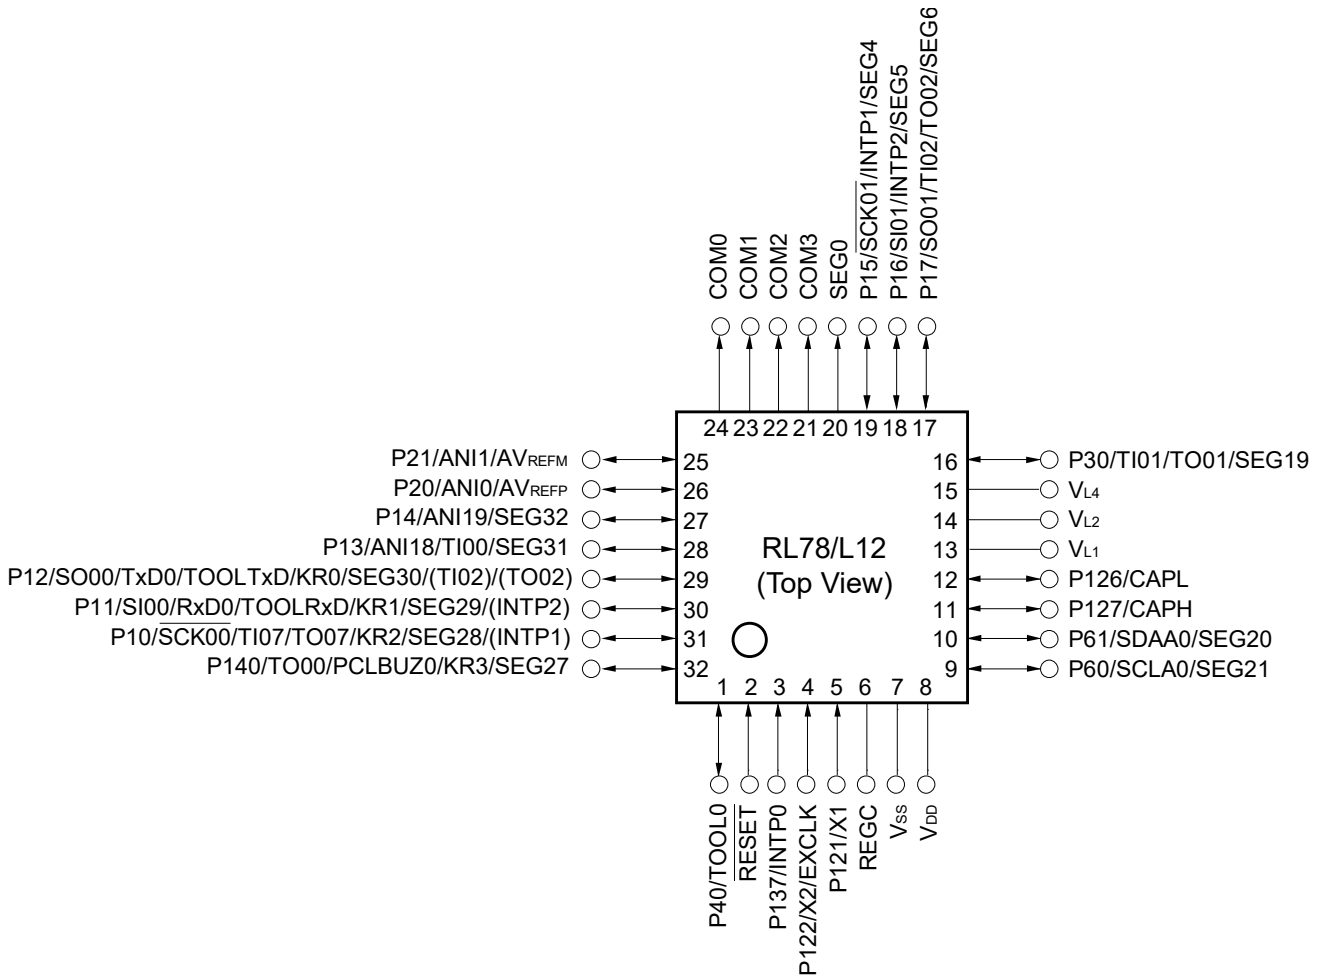 COM0
COM1
COM2
COM3
SEG0
P15/SCK01/INTP1/SEG4
P16/SI01/INTP2/SEG5
P17/SO01/TI02/TO02/SEG6
24 23 22 21 20 19 18 17
P21/ANI1/AVREFM 25
P20/ANI0/AVREFP 26
P14/ANI19/SEG32 27
P13/ANI18/TI00/SEG31 28
P12/SO00/TxD0/TOOLTxD/KR0/SEG30/(TI02)/(TO02) 29
P11/SI00/RxD0/TOOLRxD/KR1/SEG29/(INTP2) 30
P10/SCK00/TI07/TO07/KR2/SEG28/(INTP1) 31
P140/TO00/PCLBUZ0/KR3/SEG27 32
RL78/L12
(Top View)
16 P30/TI01/TO01/SEG19
15 VL4
14 VL2
13 VL1
12 P126/CAPL
11 P127/CAPH
10 P61/SDAA0/SEG20
9 P60/SCLA0/SEG21
1 2 3 4 5 6 7 8
P40/TOOL0
RESET
P137/INTP0
P122/X2/EXCLK
P121/X1
REGC
VSS
VDD